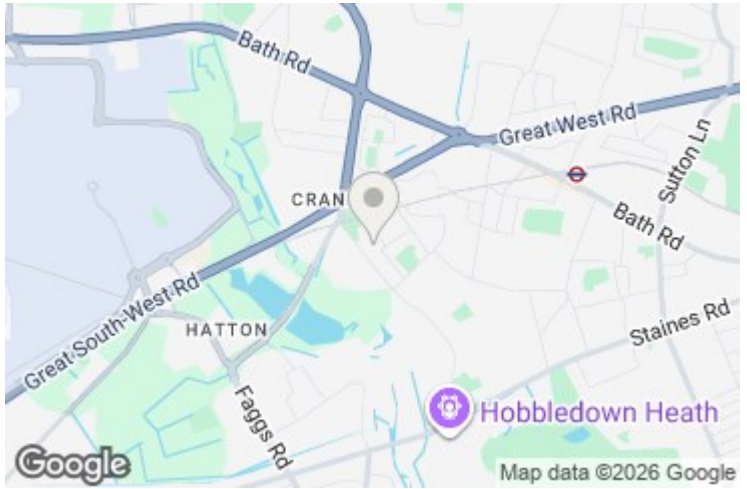 Bath Rd
Great West Rd
Sutton Ln
CRAN
Bath Rd
Great South-West Rd
HATTON
Staines Rd
Faggs Rd
Hobbledown Heath
Google
Map data ©2026 Google